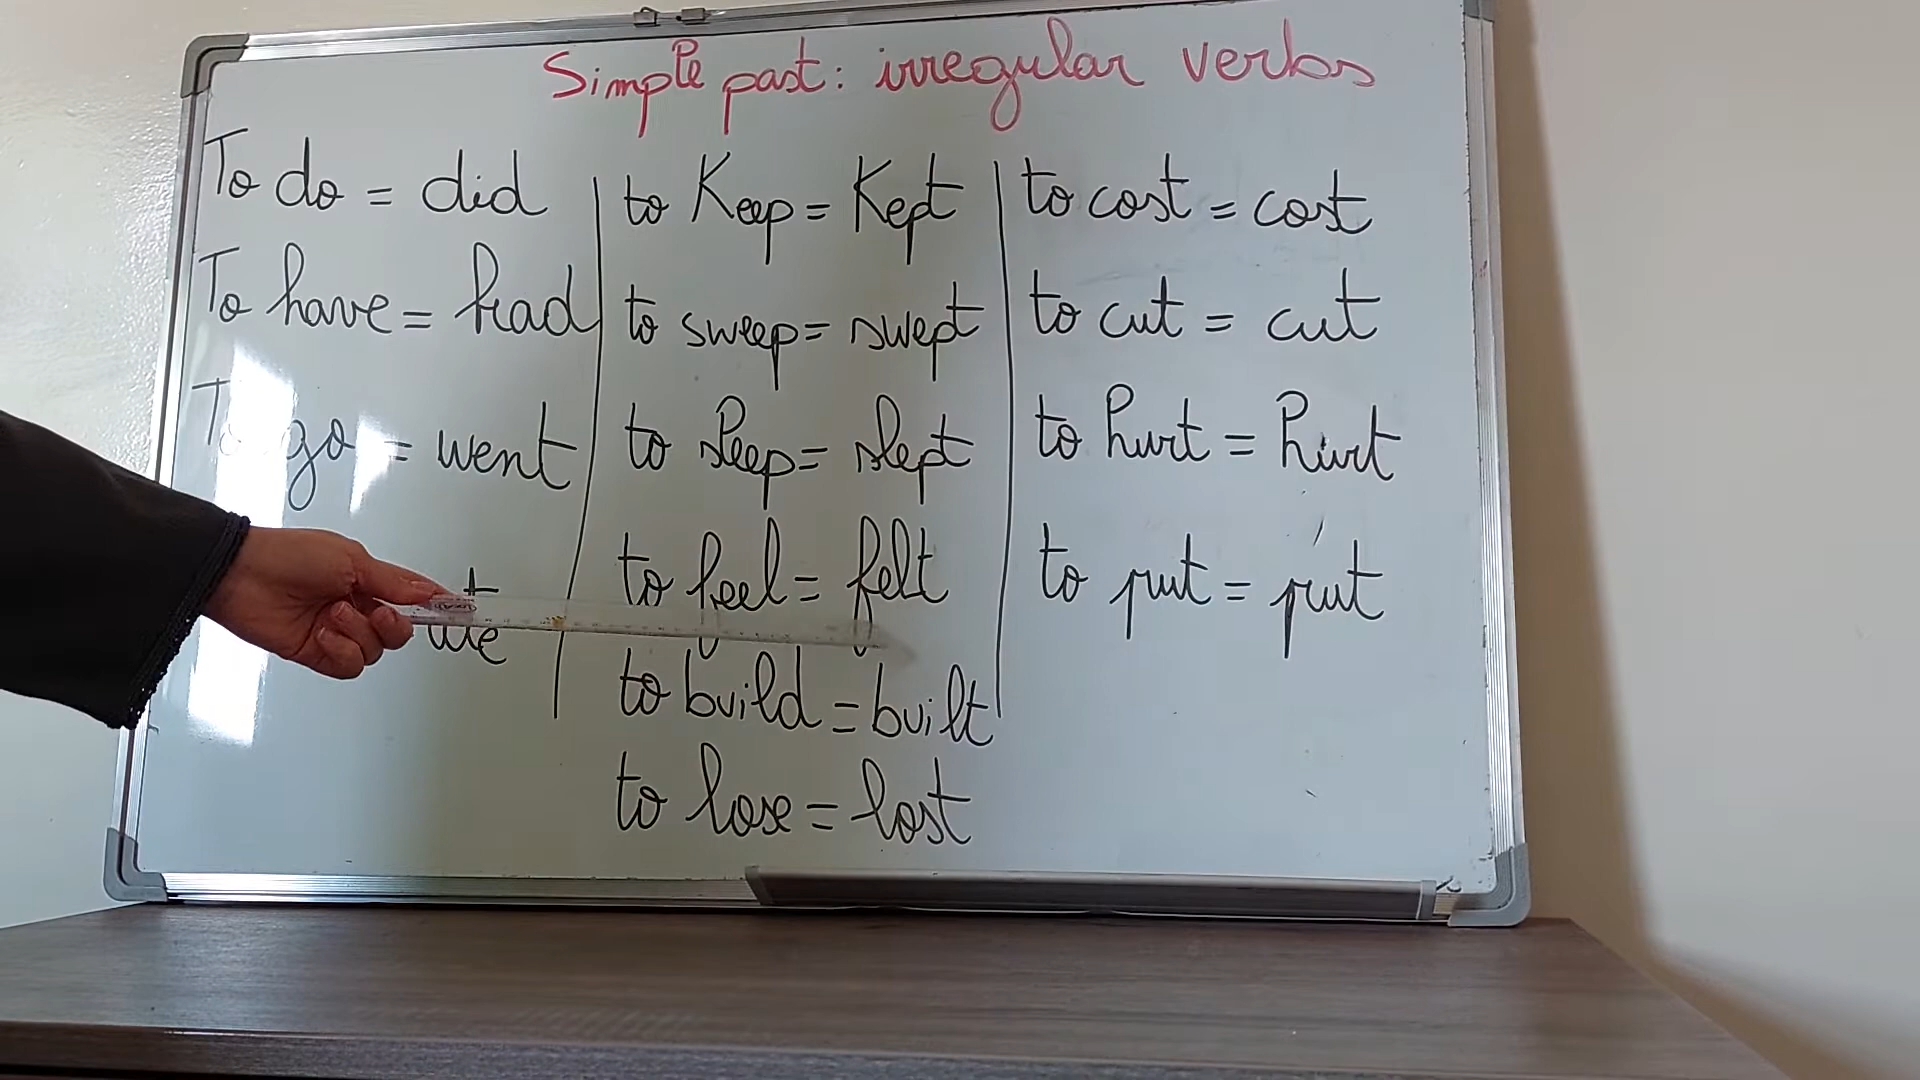 Simple past: irregular verbs
To do = did
To have = had
go = went
to Keep = Kept
to sweep = swept
to sleep = slept
to feel = felt
to build = built
to lose = lost
to cost = cost
to cut = cut
to hurt = hurt
to put = put